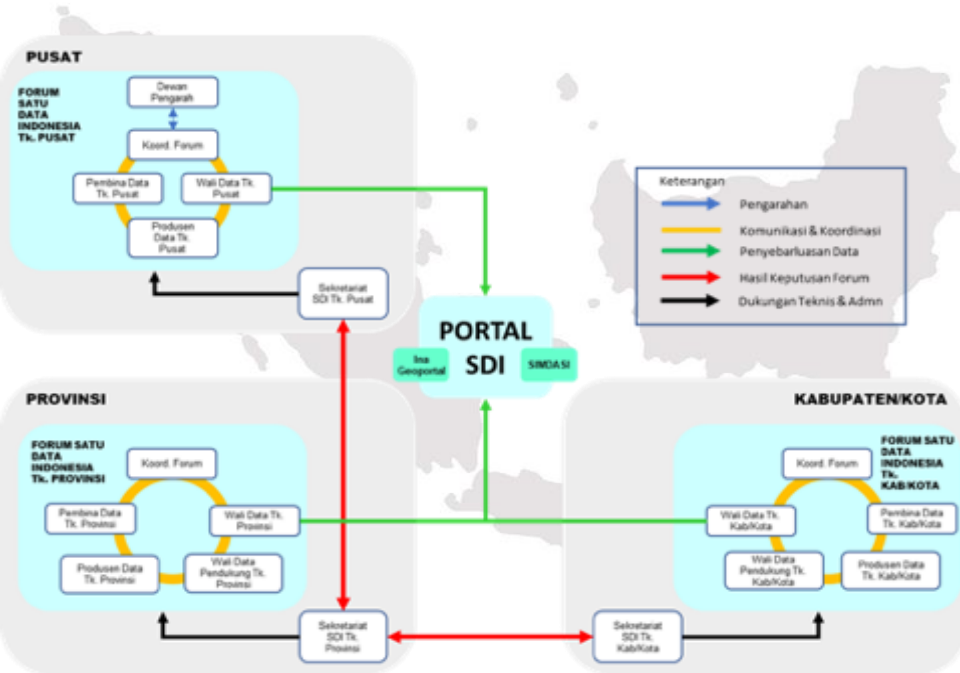 PUSAT
FORUM
SATU
DATA
INDONESIA
Tk. PUSAT
Dewan
Pengarah
Koord. Forum
Pembina Data
Tk. Pusat
Wali Data Tk.
Pusat
Produsen
Data Tk.
Pusat
Sekretariat
SDI Tk. Pusat
Keterangan
Pengarahan
Komunikasi & Koordinasi
Penyebarluasan Data
Hasil Keputusan Forum
Dukungan Teknis & Admn
PORTAL
SDI
Ina
Geoportal
SIMDASI
PROVINSI
FORUM SATU
DATA
INDONESIA
Tk. PROVINSI
Koord. Forum
Pembina Data
Tk. Provinsi
Wali Data Tk.
Provinsi
Produsen Data
Tk. Provinsi
Wali Data
Pendukung Tk.
Provinsi
Sekretariat
SDI Tk.
Provinsi
KABUPATEN/KOTA
FORUM SATU
DATA
INDONESIA
Tk.
KAB/KOTA
Koord. Forum
Wali Data Tk.
Kab/Kota
Pembina Data
Tk. Kab/Kota
Wali Data
Pendukung Tk.
Kab/Kota
Produsen Data
Tk. Kab/Kota
Sekretariat
SDI Tk.
Kab/Kota